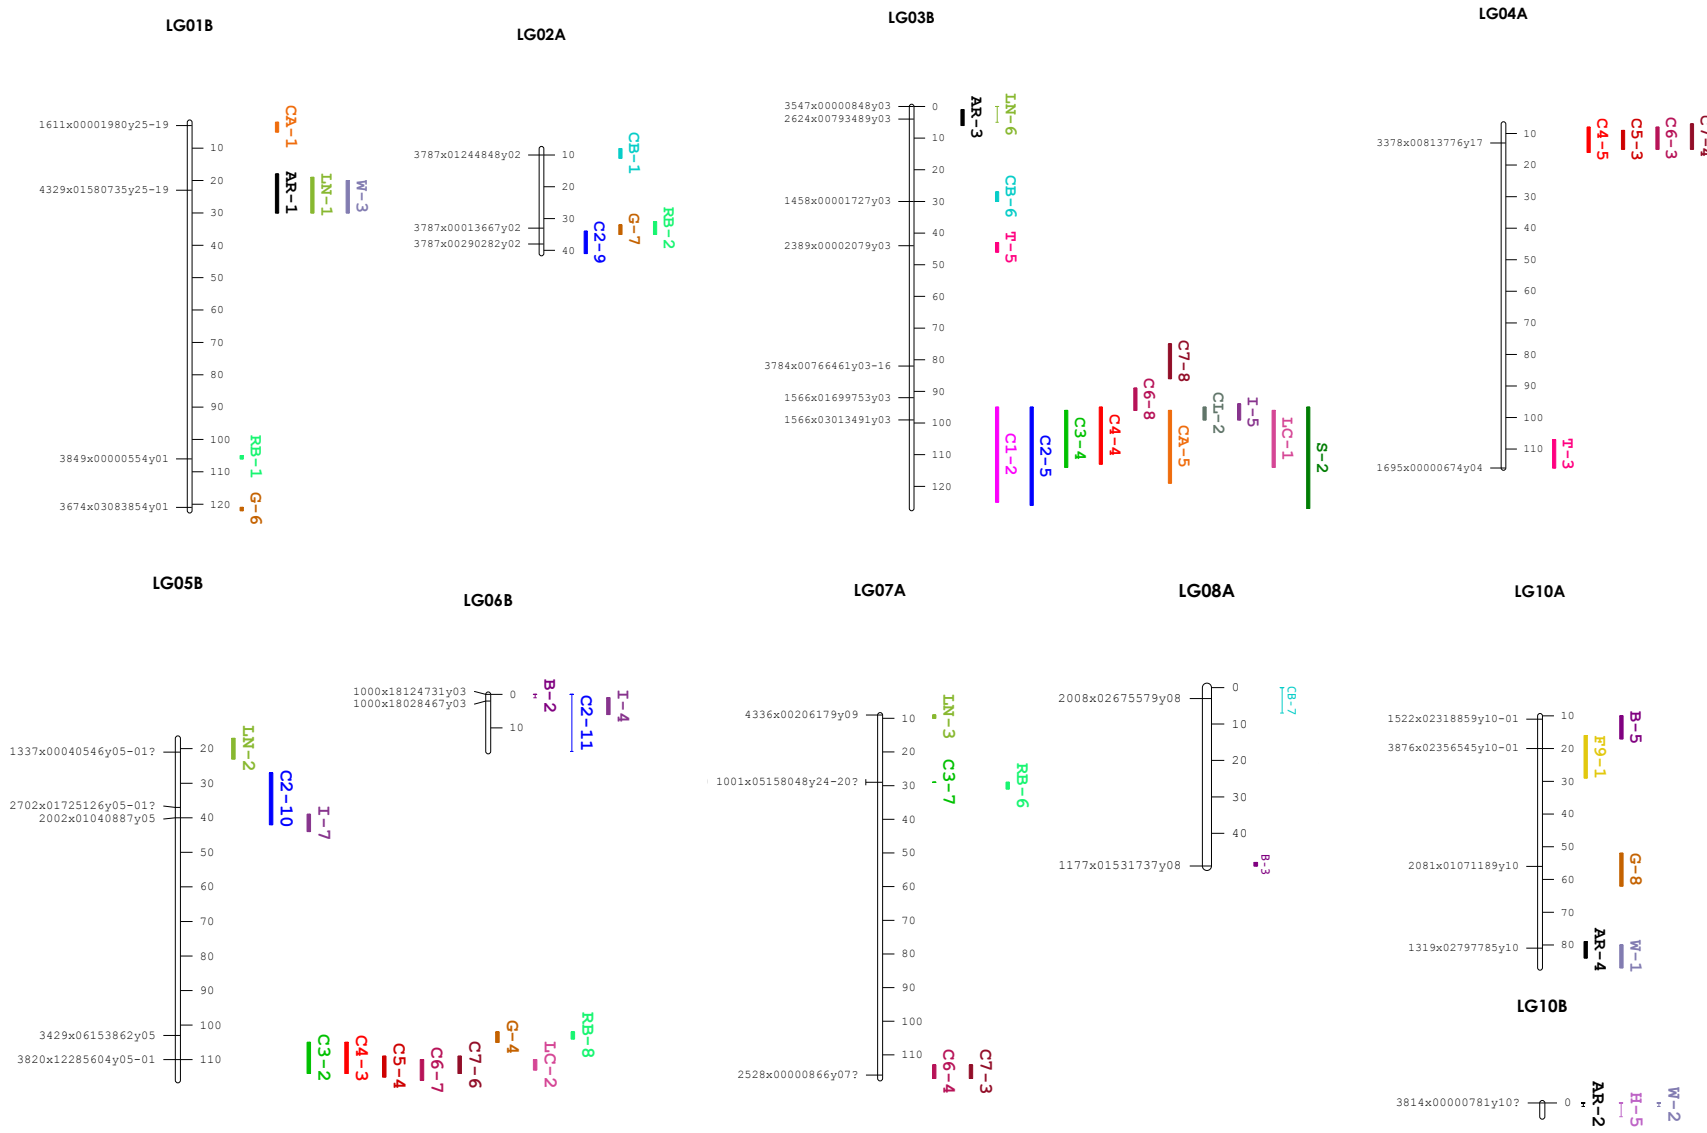 LG01B
1611x00001980y25-19
4329x01580735y25-19
3849x00000554y01
3674x03083854y01
10
20
30
40
50
60
70
80
90
100
110
120
CA-1
AR-1
LN-1
W-3
RB-1
G-6
LG02A
3787x01244848y02
3787x00013667y02
3787x00290282y02
10
20
30
40
CB-1
C2-9
G-7
RB-2
LG03B
3547x00000848y03
2624x00793489y03
1458x00001727y03
2389x00002079y03
3784x00766461y03-16
1566x01699753y03
1566x03013491y03
0
10
20
30
40
50
60
70
80
90
100
110
120
AR-3
LN-6
CB-6
T-5
C1-2
C2-5
C3-4
C4-4
C6-8
C7-8
CA-5
CL-2
I-5
LC-1
S-2
LG04A
3378x00813776y17
1695x00000674y04
10
20
30
40
50
60
70
80
90
100
110
C4-5
C5-3
C6-3
C7-4
T-3
LG05B
1337x00040546y05-01?
2702x01725126y05-01?
2002x01040887y05
3429x06153862y05
3820x12285604y05-01
20
30
40
50
60
70
80
90
100
110
LN-2
C2-10
I-7
C3-2
C4-3
C5-4
C6-7
C7-6
G-4
LC-2
RB-8
LG06B
1000x18124731y03
1000x18028467y03
0
10
B-2
C2-11
I-4
LG07A
4336x00206179y09
1001x05158048y24-20?
2528x00000866y07?
10
20
30
40
50
60
70
80
90
100
110
LN-3
C3-7
RB-6
C6-4
C7-3
LG08A
2008x02675579y08
1177x01531737y08
0
10
20
30
40
CB-7
B-3
LG10A
1522x02318859y10-01
3876x02356545y10-01
2081x01071189y10
1319x02797785y10
10
20
30
40
50
60
70
80
B-5
F9-1
G-8
AR-4
W-1
LG10B
3814x00000781y10?
0
AR-2
H-5
W-2